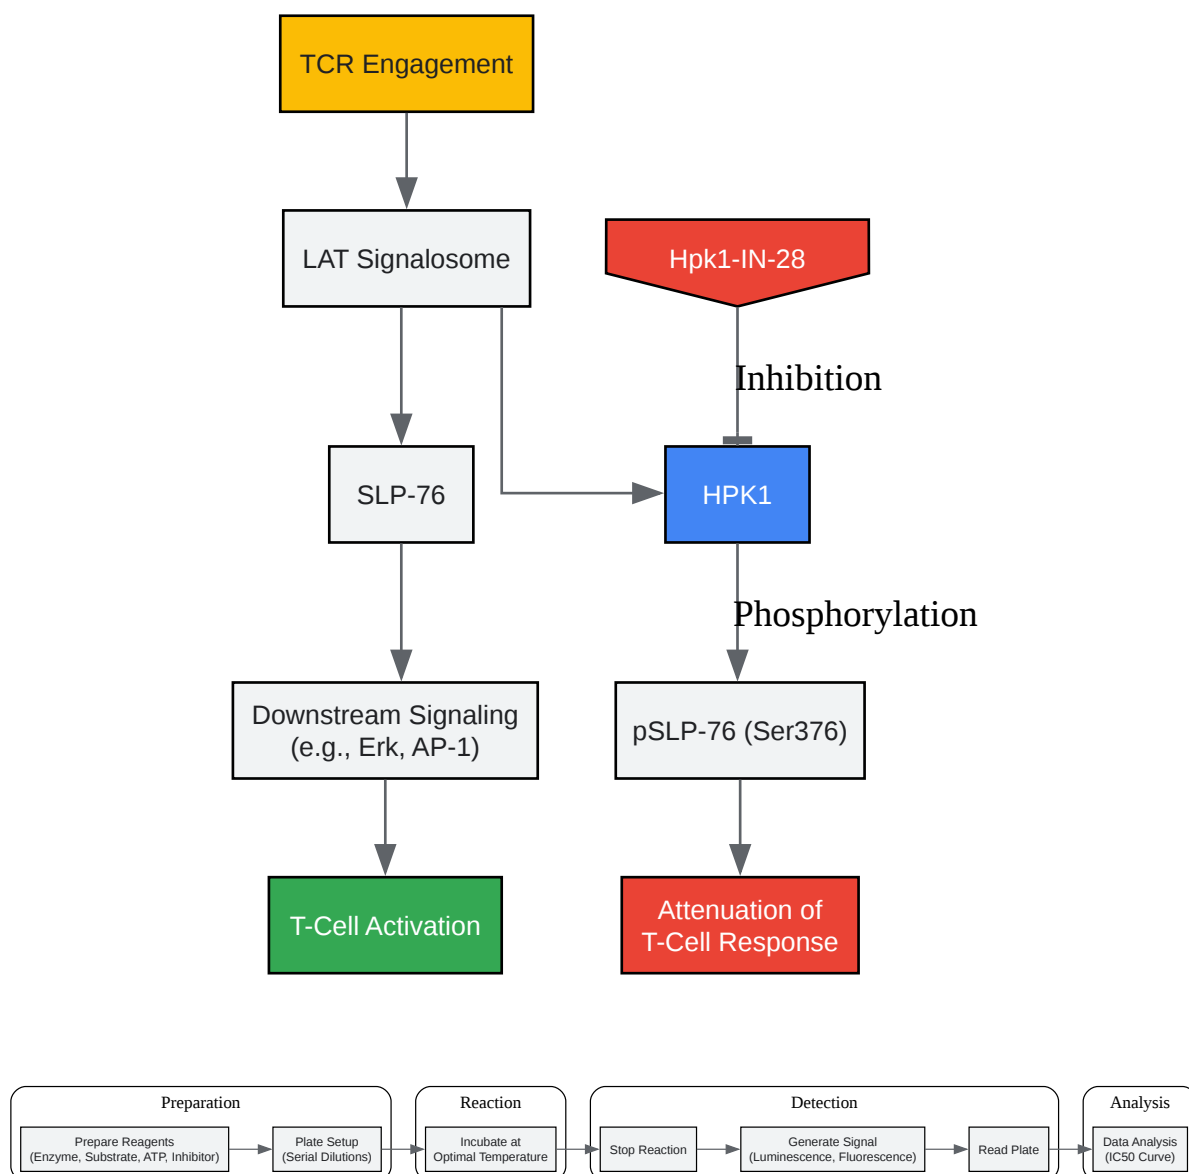 TCR Engagement
LAT Signalosome
Hpk1-IN-28
Inhibition
SLP-76
HPK1
Phosphorylation
Downstream Signaling
(e.g., Erk, AP-1)
pSLP-76 (Ser376)
T-Cell Activation
Attenuation of
T-Cell Response
Preparation
Prepare Reagents
(Enzyme, Substrate, ATP, Inhibitor)
Plate Setup
(Serial Dilutions)
Reaction
Incubate at
Optimal Temperature
Detection
Stop Reaction
Generate Signal
(Luminescence, Fluorescence)
Read Plate
Analysis
Data Analysis
(IC50 Curve)